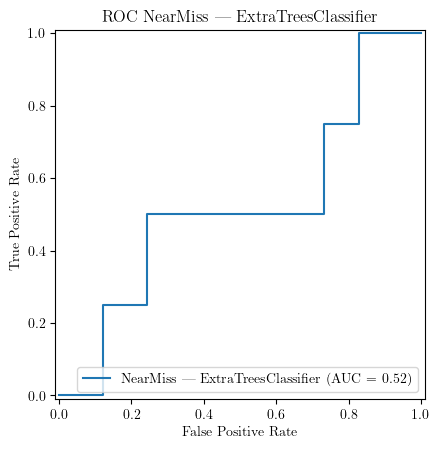 ROC NearMiss — ExtraTreesClassifier
1.0
0.8
0.6
0.4
0.2
0.0
True Positive Rate
NearMiss — ExtraTreesClassifier (AUC = 0.52)
0.0 0.2 0.4 0.6 0.8 1.0
False Positive Rate